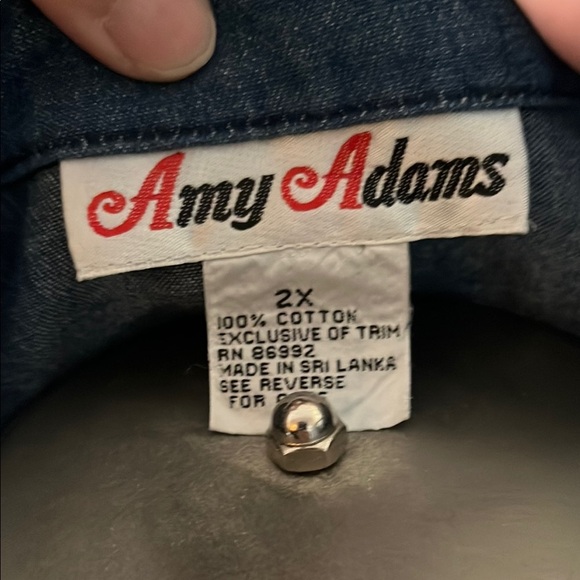 Amy Adams
2X
100% COTTON
EXCLUSIVE OF TRIM
RN 86992
MADE IN SRI LANKA
SEE REVERSE
FOR